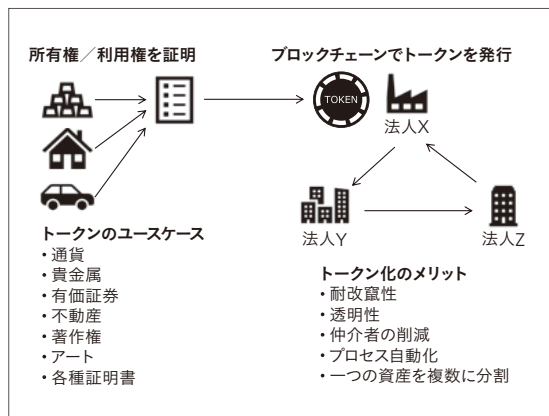 所有権／利用権を証明
ブロックチェーンでトークンを発行
TOKEN
法人X
法人Y
法人Z
トークンのユースケース
・通貨
・貴金属
・有価証券
・不動産
・著作権
・アート
・各種証明書
トークン化のメリット
・耐改竄性
・透明性
・仲介者の削減
・プロセス自動化
・一つの資産を複数に分割